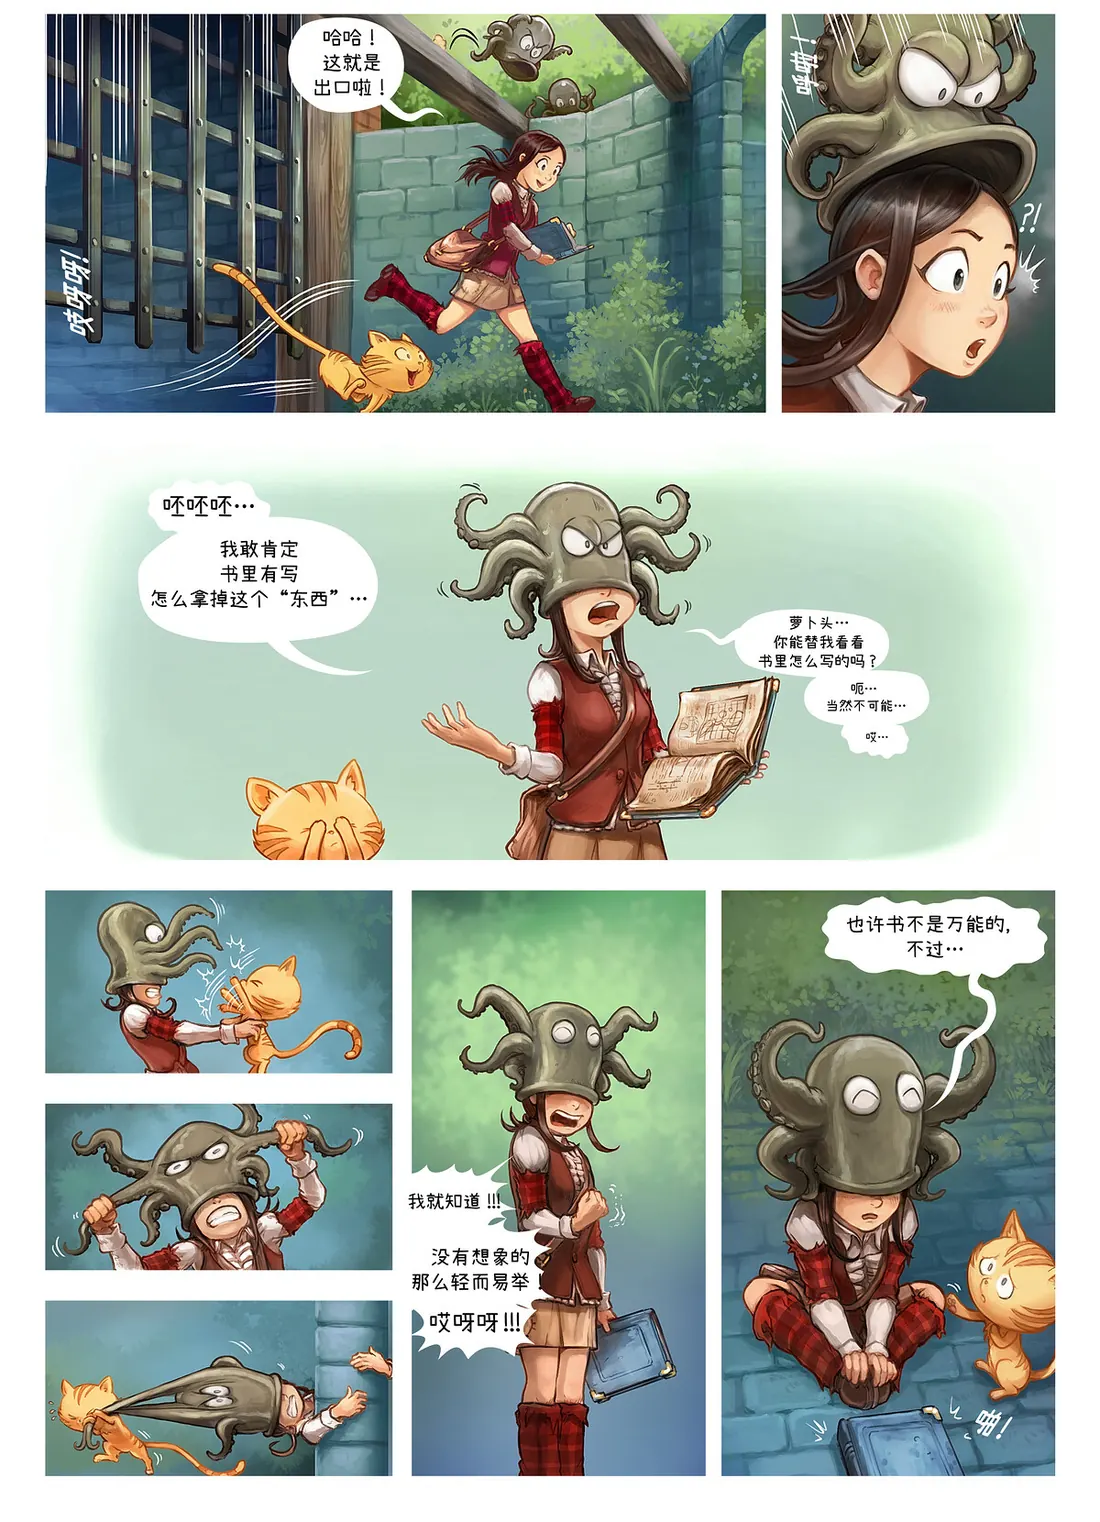 哈哈！
这就是
出口啦！
哎呀呀!
?!
呸呸呸…
我敢肯定
书里有写
怎么拿掉这个“东西”…
萝卜头…
你能替我看看
书里怎么写的吗？
呃…
当然不可能…
哎…
我就知道 !!!
没有想象的
那么轻而易举！
哎呀呀 !!!
也许书不是万能的,
不过…
啪!